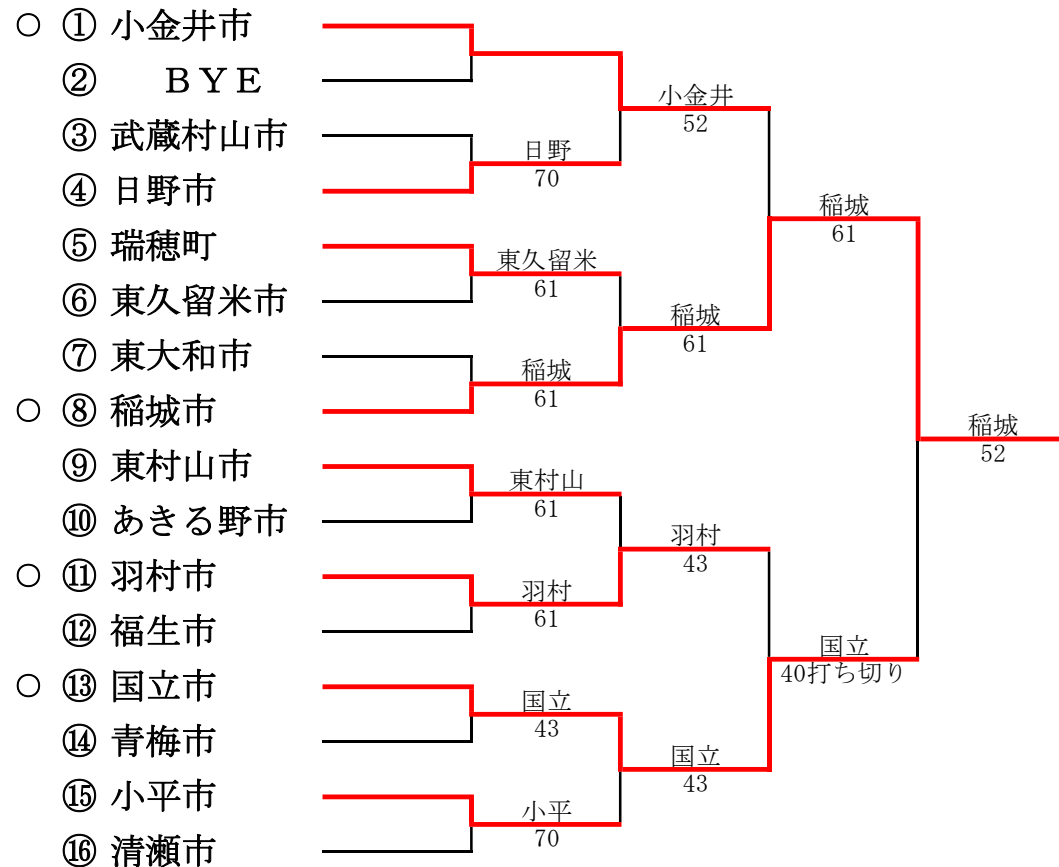 ○ ① 小金井市
② BYE
③ 武蔵村山市
④ 日野市
⑤ 瑞穂町
⑥ 東久留米市
⑦ 東大和市
○ ⑧ 稲城市
⑨ 東村山市
⑩ あきる野市
○ ⑪ 羽村市
⑫ 福生市
○ ⑬ 国立市
⑭ 青梅市
⑮ 小平市
⑯ 清瀬市
日野
70
東久留米
61
稲城
61
東村山
61
羽村
61
国立
43
小平
70
小金井
52
稲城
61
羽村
43
国立
43
稲城
61
国立
40打ち切り
稲城
52